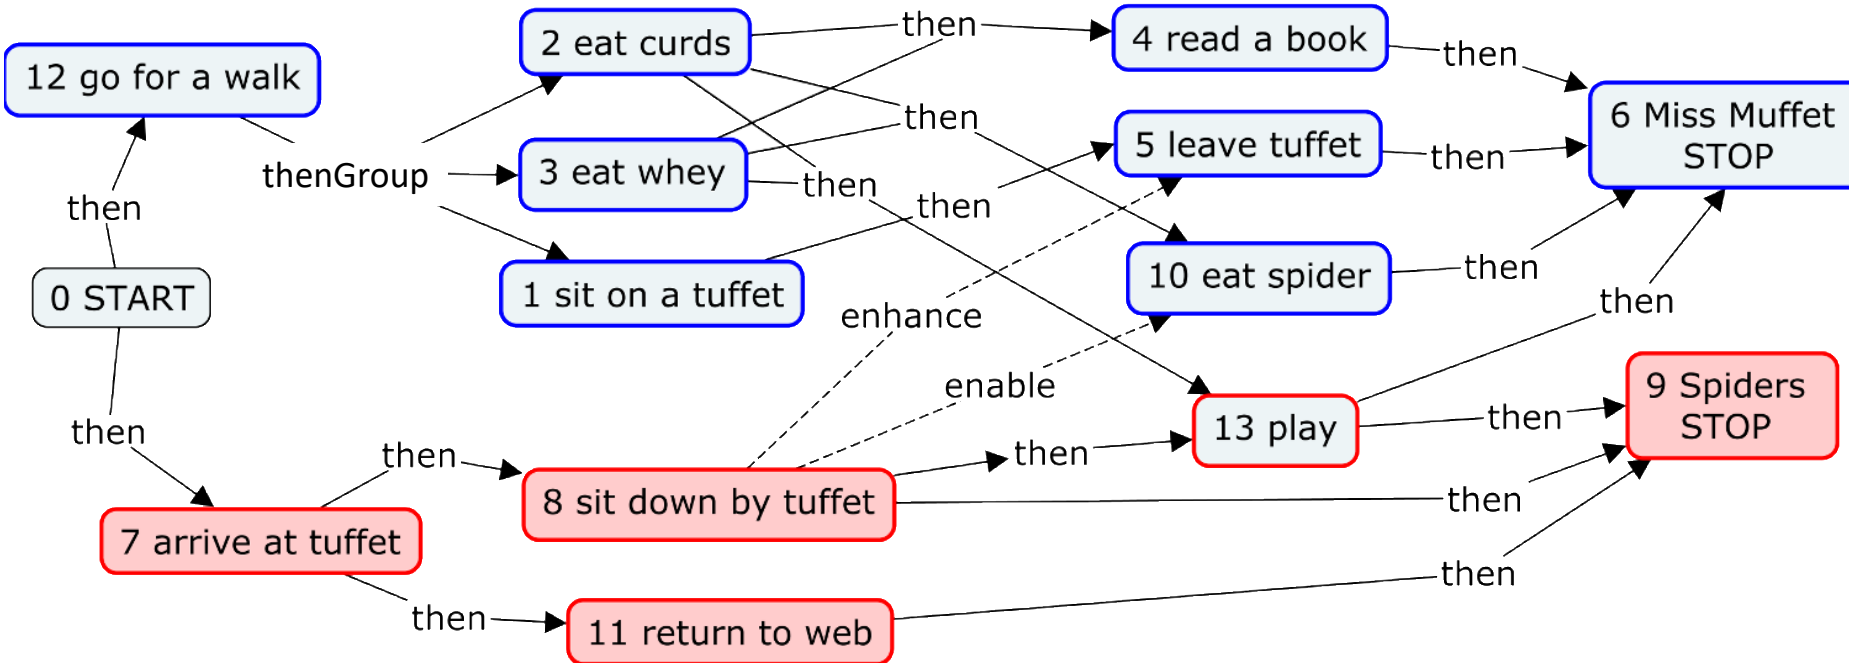 2 eat curds
then
4 read a book
then
12 go for a walk
6 Miss Muffet
STOP
then
5 leave tuffet
then
thenGroup
3 eat whey
then
then
then
1 sit on a tuffet
10 eat spider
then
0 START
enhance
then
enable
9 Spiders
STOP
then
then
13 play
then
then
8 sit down by tuffet
then
7 arrive at tuffet
then
then
11 return to web